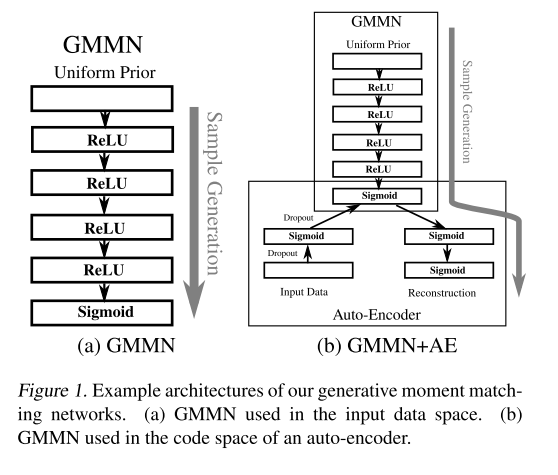 GMMN
Uniform Prior
ReLU
ReLU
ReLU
ReLU
Sigmoid
Sample Generation
(a) GMMN
GMMN
Uniform Prior
ReLU
ReLU
ReLU
ReLU
Sigmoid
Sample Generation
Dropout
Sigmoid
Sigmoid
Dropout
Sigmoid
Input Data
Reconstruction
Auto-Encoder
(b) GMMN+AE
Figure 1. Example architectures of our generative moment match-
ing networks. (a) GMMN used in the input data space. (b)
GMMN used in the code space of an auto-encoder.